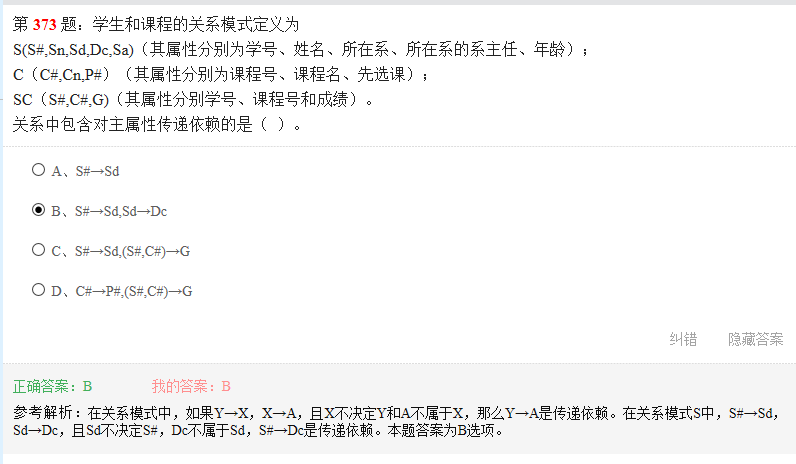 第 373 题：学生和课程的关系模式定义为
S(S#,Sn,Sd,Dc,Sa)（其属性分别为学号、姓名、所在系、所在系的系主任、年龄）；
C（C#,Cn,P#）（其属性分别为课程号、课程名、先选课）；
SC（S#,C#,G)（其属性分别学号、课程号和成绩）。
关系中包含对主属性传递依赖的是（ ）。
A、S#→Sd
B、S#→Sd,Sd→Dc
C、S#→Sd,(S#,C#)→G
D、C#→P#,(S#,C#)→G
纠错 隐藏答案
正确答案：B 我的答案：B
参考解析：在关系模式中，如果Y→X，X→A，且X不决定Y和A不属于X，那么Y→A是传递依赖。在关系模式S中，S#→Sd，
Sd→Dc，且Sd不决定S#，Dc不属于Sd，S#→Dc是传递依赖。本题答案为B选项。